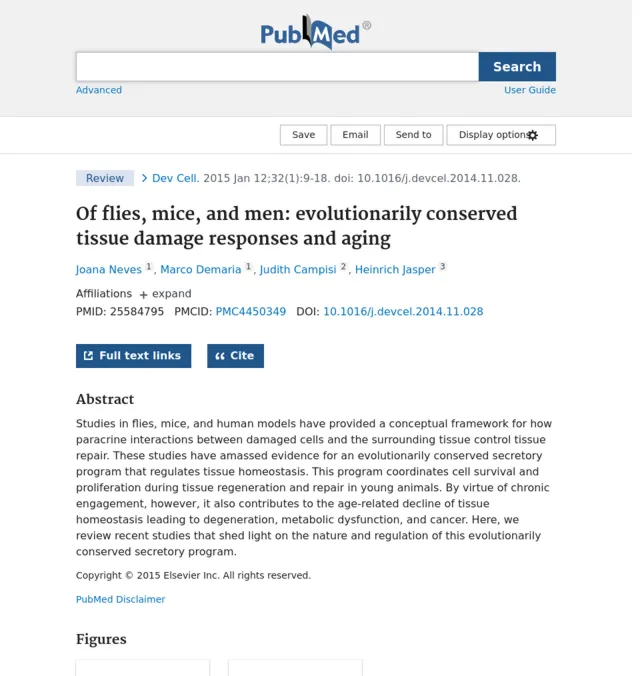 PubMed®
Search
Advanced
User Guide
Save
Email
Send to
Display options
Review
Dev Cell. 2015 Jan 12;32(1):9-18. doi: 10.1016/j.devcel.2014.11.028.
Of flies, mice, and men: evolutionarily conserved
tissue damage responses and aging
Joana Neves 1, Marco Demaria 1, Judith Campisi 2, Heinrich Jasper 3
Affiliations + expand
PMID: 25584795 PMCID: PMC4450349 DOI: 10.1016/j.devcel.2014.11.028
Full text links
Cite
Abstract
Studies in flies, mice, and human models have provided a conceptual framework for how
paracrine interactions between damaged cells and the surrounding tissue control tissue
repair. These studies have amassed evidence for an evolutionarily conserved secretory
program that regulates tissue homeostasis. This program coordinates cell survival and
proliferation during tissue regeneration and repair in young animals. By virtue of chronic
engagement, however, it also contributes to the age-related decline of tissue
homeostasis leading to degeneration, metabolic dysfunction, and cancer. Here, we
review recent studies that shed light on the nature and regulation of this evolutionarily
conserved secretory program.
Copyright © 2015 Elsevier Inc. All rights reserved.
PubMed Disclaimer
Figures